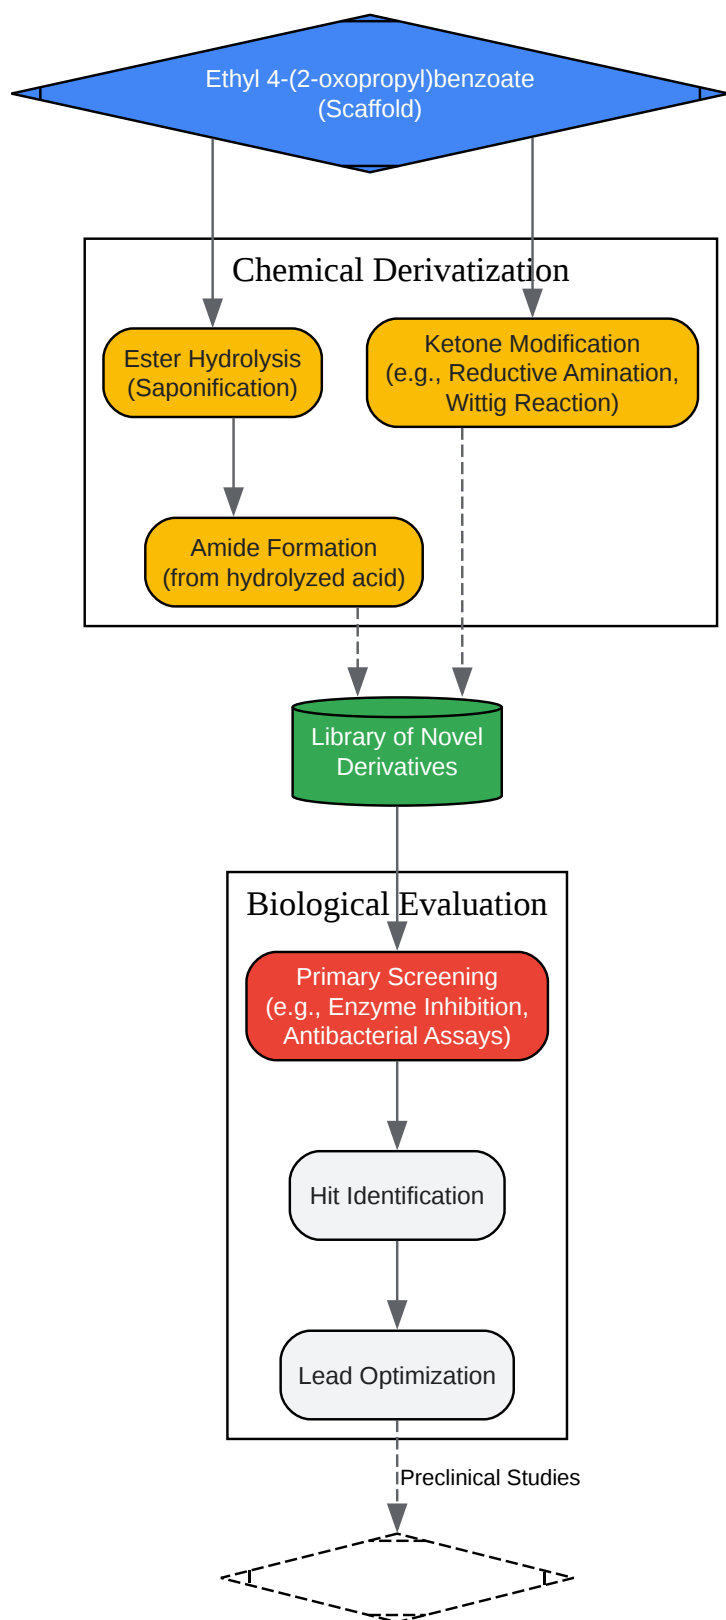 Ethyl 4-(2-oxopropyl)benzoate
(Scaffold)
Chemical Derivatization
Ester Hydrolysis
(Saponification)
Ketone Modification
(e.g., Reductive Amination,
Wittig Reaction)
Amide Formation
(from hydrolyzed acid)
Library of Novel
Derivatives
Biological Evaluation
Primary Screening
(e.g., Enzyme Inhibition,
Antibacterial Assays)
Hit Identification
Lead Optimization
Preclinical Studies